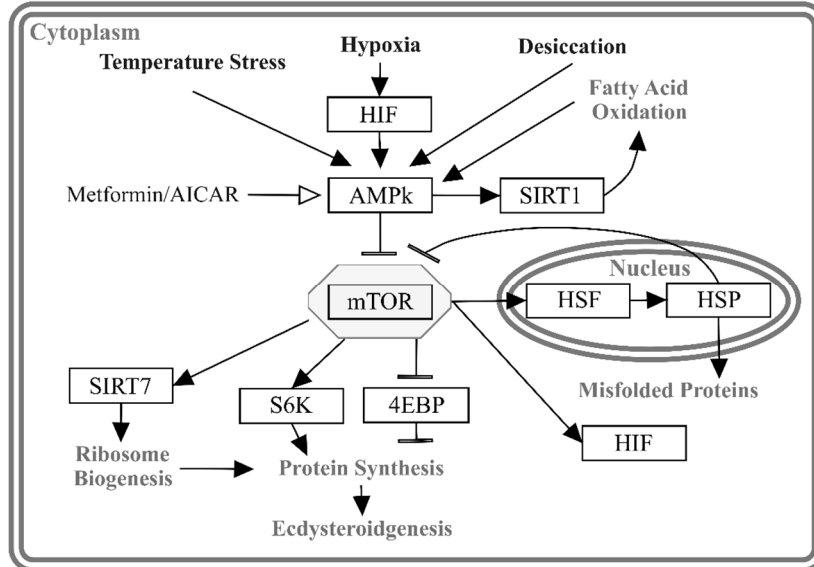 Cytoplasm
Hypoxia
Desiccation
Temperature Stress
Fatty Acid
Oxidation
HIF
Metformin/AICAR
AMPk
SIRT1
Nucleus
mTOR
HSF
HSP
SIRT7
S6K
4EBP
Misfolded Proteins
HIF
Ribosome
Biogenesis
Protein Synthesis
Ecdysteroidgenesis